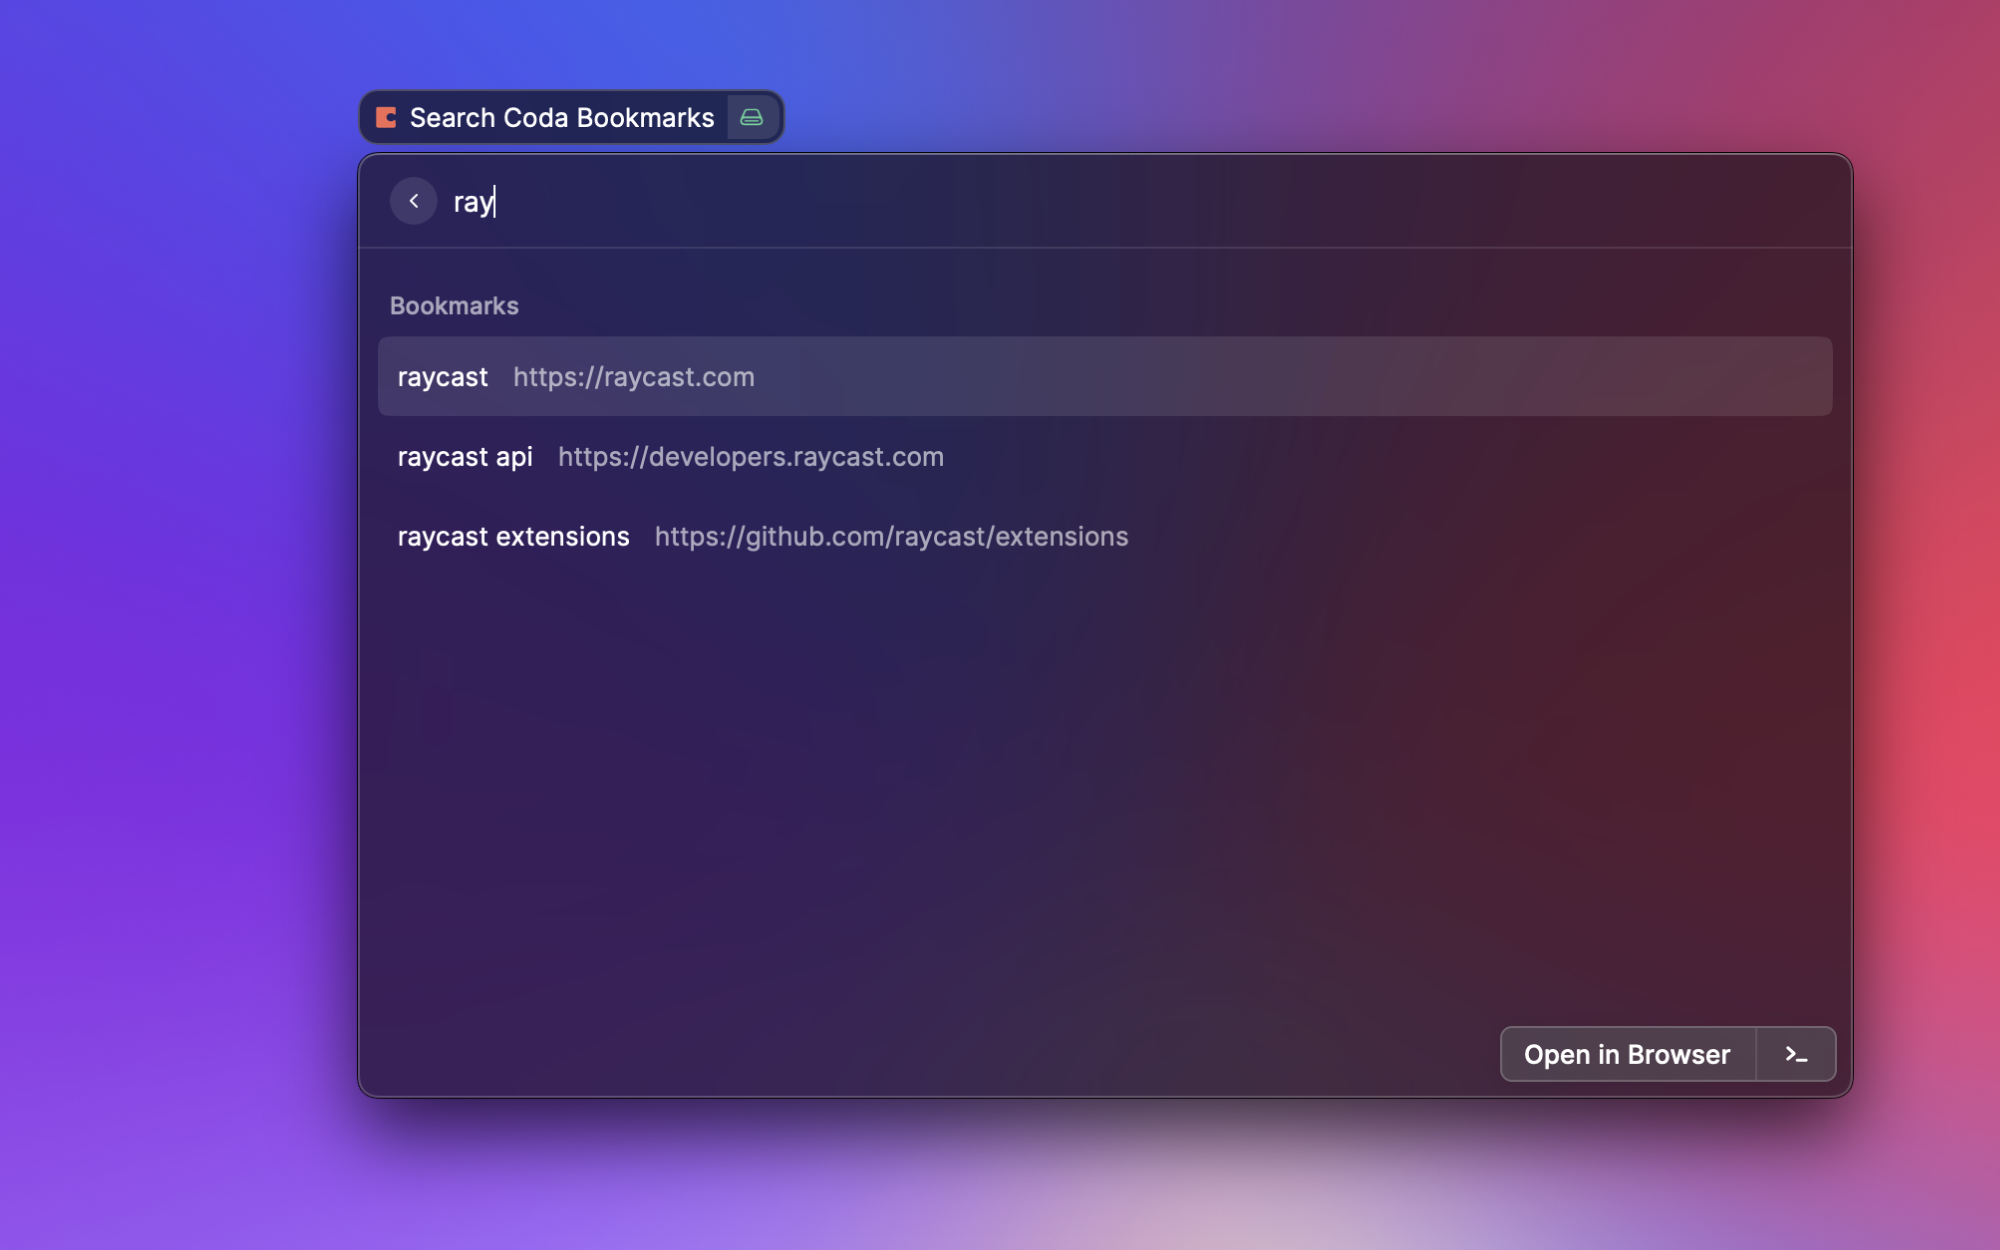 Search Coda Bookmarks
ray
Bookmarks
raycast https://raycast.com
raycast api https://developers.raycast.com
raycast extensions https://github.com/raycast/extensions
Open in Browser